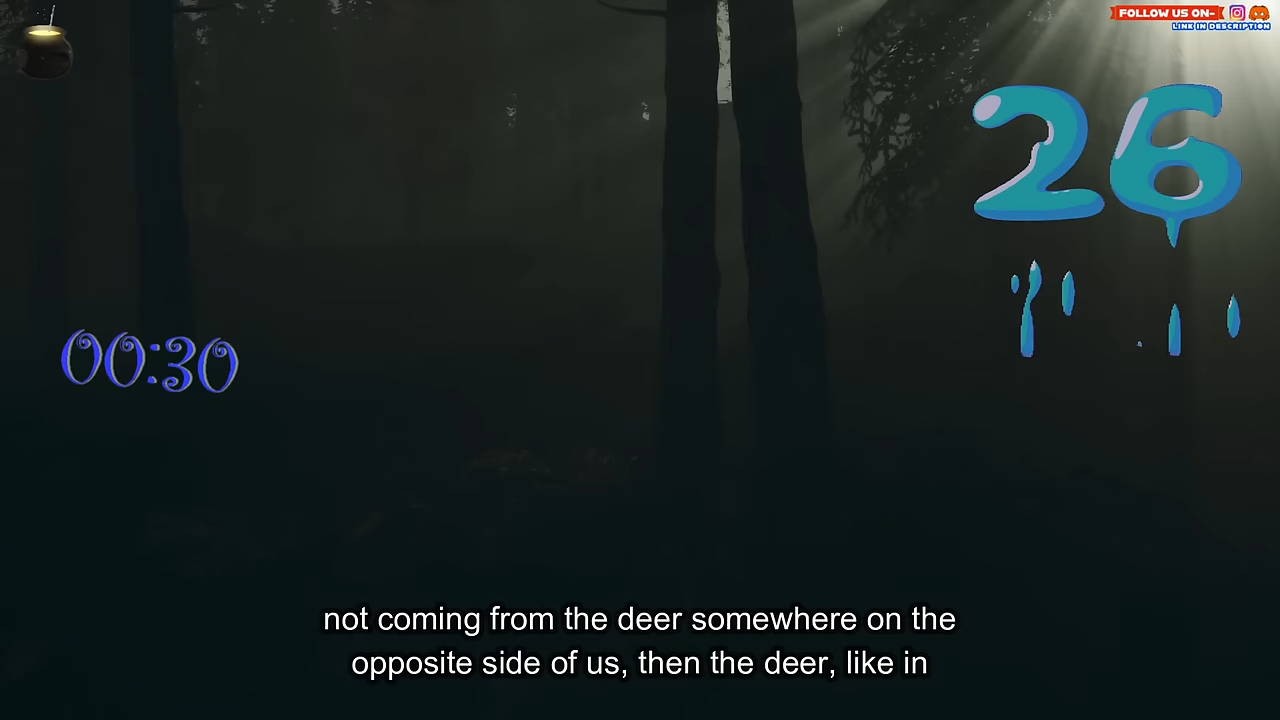 FOLLOW US ON-
LINK IN DESCRIPTION
26
00:30
not coming from the deer somewhere on the
opposite side of us, then the deer, like in